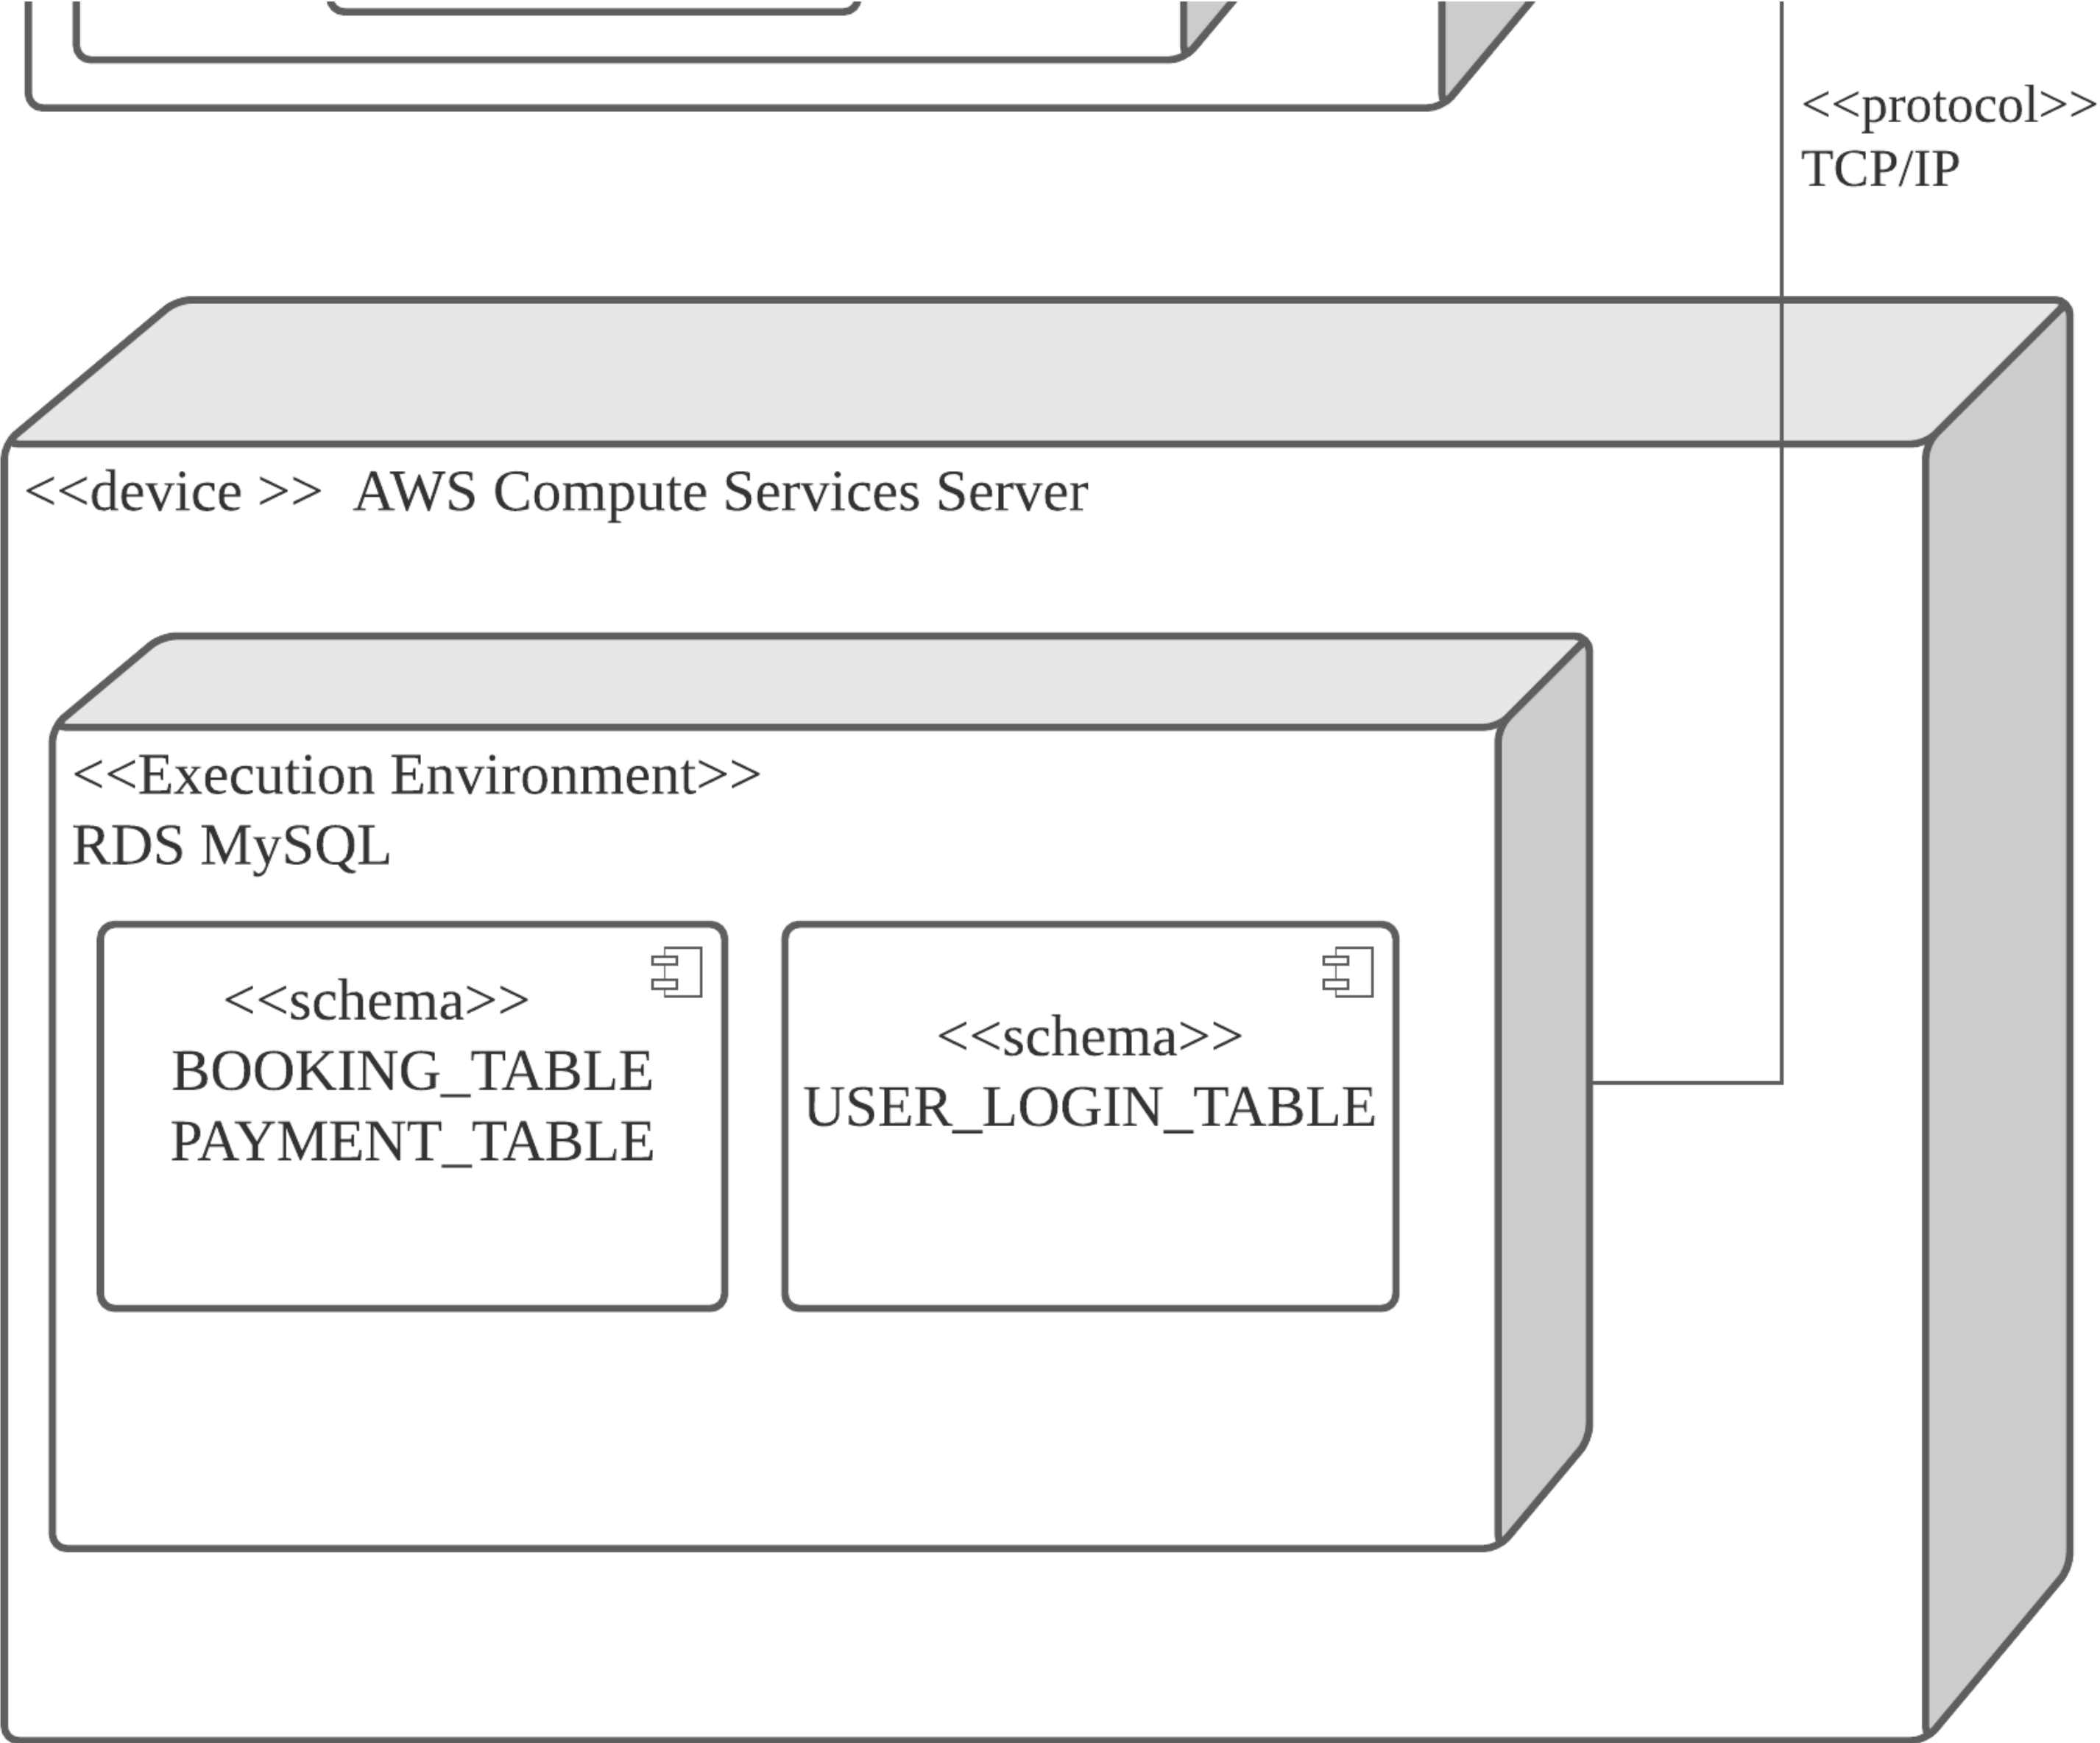 <<protocol>>
TCP/IP
<<device >>  AWS Compute Services Server
<<Execution Environment>>
RDS MySQL
<<schema>>
BOOKING_TABLE
PAYMENT_TABLE
<<schema>>
USER_LOGIN_TABLE